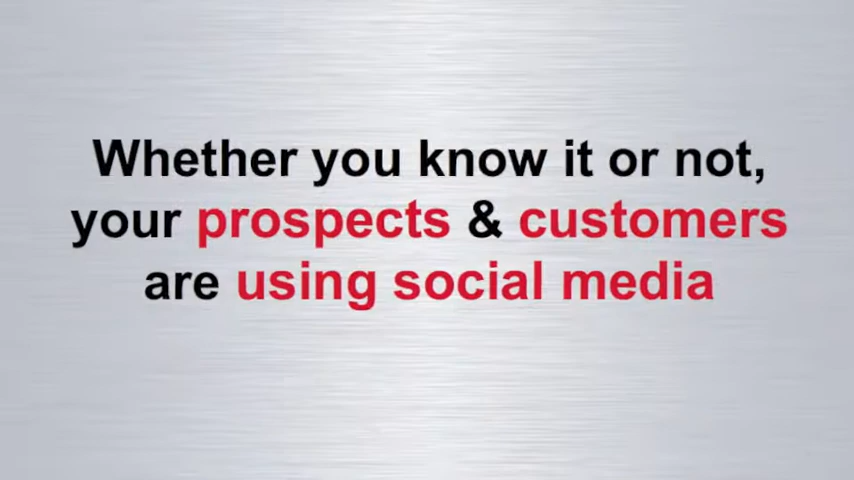 Whether you know it or not,
your prospects & customers
are using social media